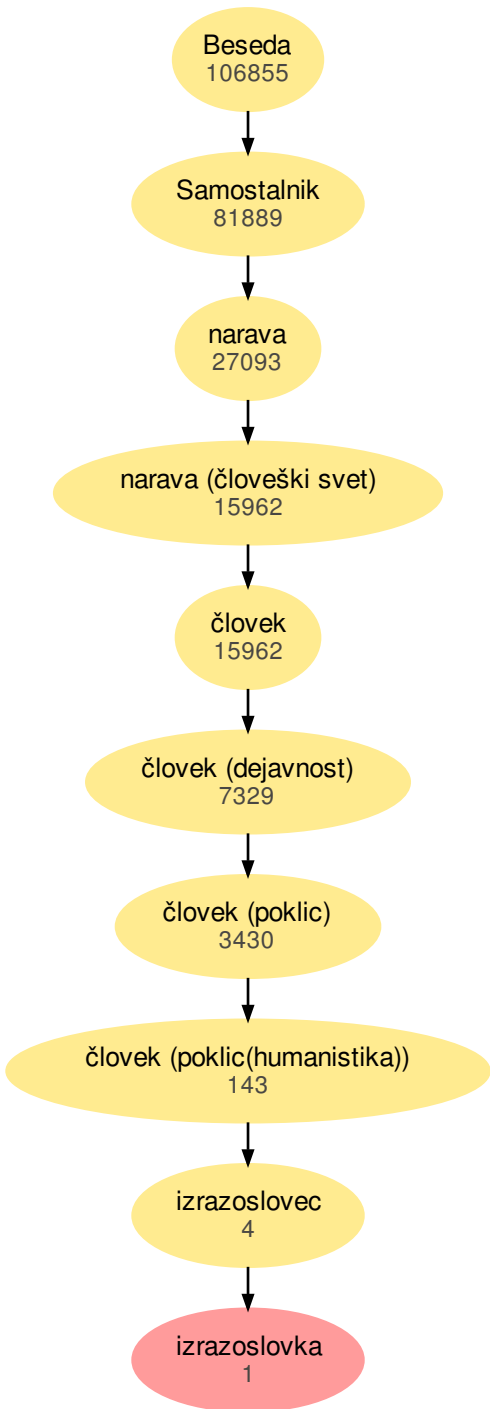 Beseda
106855
Samostalnik
81889
narava
27093
narava (človeški svet)
15962
človek
15962
človek (dejavnost)
7329
človek (poklic)
3430
človek (poklic(humanistika))
143
izrazoslovec
4
izrazoslovka
1